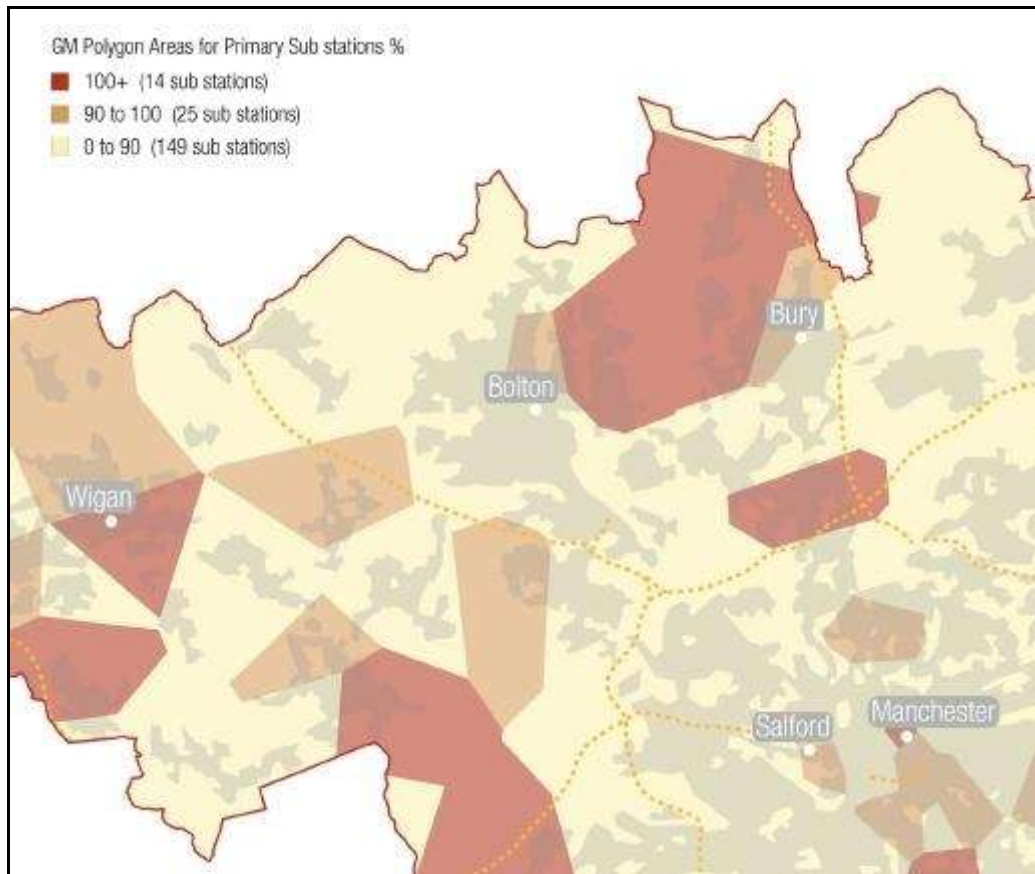 GM Polygon Areas for Primary Sub stations %
100+ (14 sub stations)
90 to 100 (25 sub stations)
0 to 90 (149 sub stations)
Bury
Bolton
Wigan
Salford
Manchester